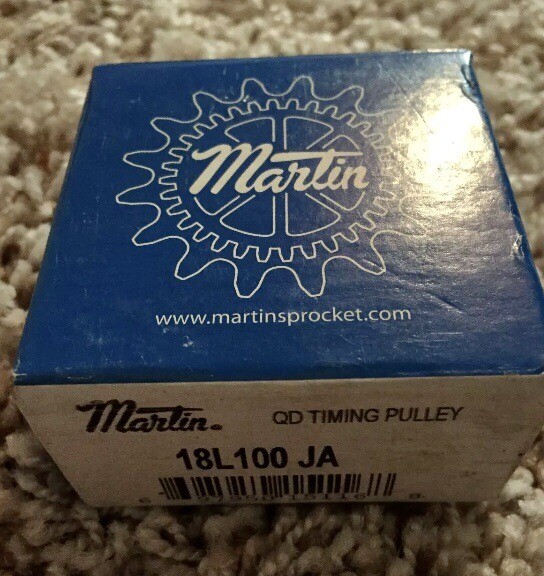 Martin
www.martinsprocket.com
Martin.
QD TIMING PULLEY
18L100 JA